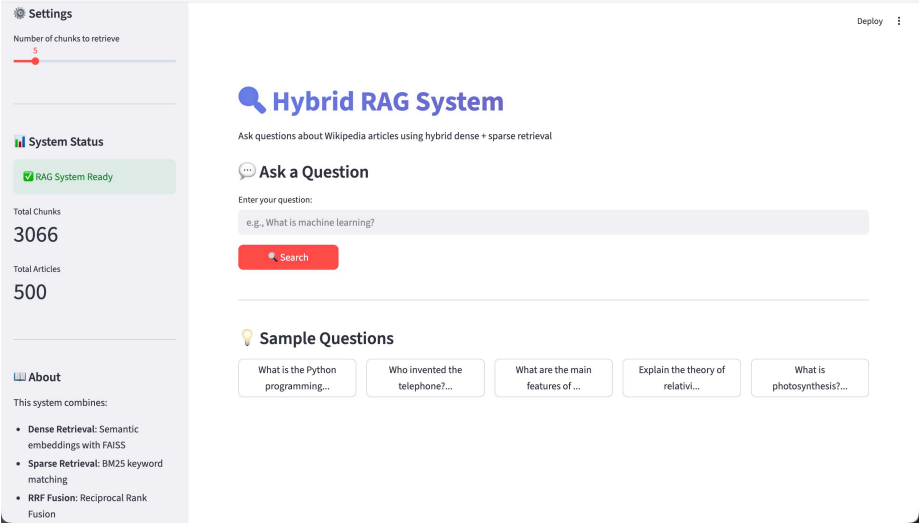 Settings
Number of chunks to retrieve
5
System Status
RAG System Ready
Total Chunks
3066
Total Articles
500
About
This system combines:
Dense Retrieval: Semantic
embeddings with FAISS
Sparse Retrieval: BM25 keyword
matching
RRF Fusion: Reciprocal Rank
Fusion
Deploy
Hybrid RAG System
Ask questions about Wikipedia articles using hybrid dense + sparse retrieval
Ask a Question
Enter your question:
e.g., What is machine learning?
Search
Sample Questions
What is the Python
programming...
Who invented the
telephone?...
What are the main
features of ...
Explain the theory of
relativi...
What is
photosynthesis?...